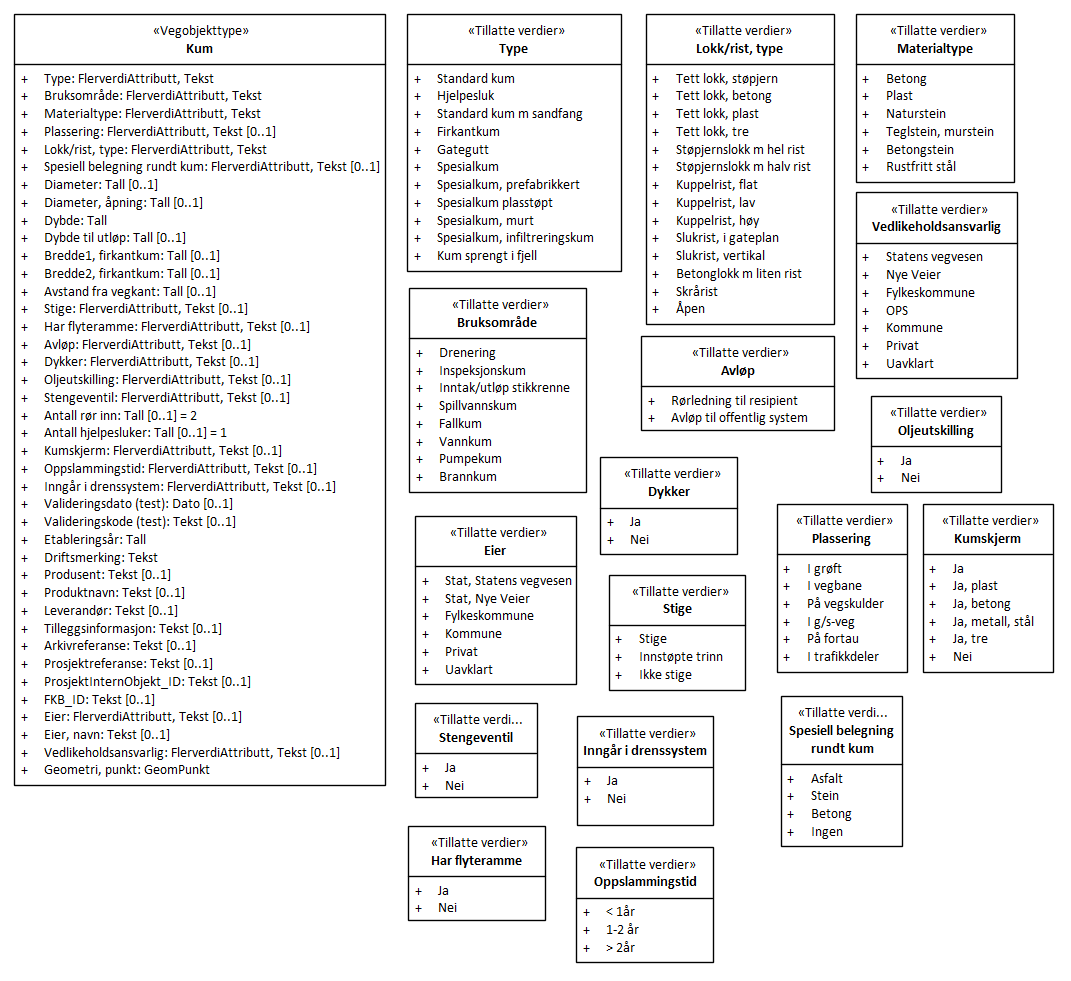 «Vegobjekttype»
Kum
+ Type: FlerverdiAttributt, Tekst
+ Bruksområde: FlerverdiAttributt, Tekst
+ Materialtype: FlerverdiAttributt, Tekst
+ Plassering: FlerverdiAttributt, Tekst [0..1]
+ Lokk/rist, type: FlerverdiAttributt, Tekst
+ Spesiell belegning rundt kum: FlerverdiAttributt, Tekst [0..1]
+ Diameter: Tall [0..1]
+ Diameter, åpning: Tall [0..1]
+ Dybde: Tall
+ Dybde til utløp: Tall [0..1]
+ Bredde1, firkantkum: Tall [0..1]
+ Bredde2, firkantkum: Tall [0..1]
+ Avstand fra vegkant: Tall [0..1]
+ Stige: FlerverdiAttributt, Tekst [0..1]
+ Har flyteramme: FlerverdiAttributt, Tekst [0..1]
+ Avløp: FlerverdiAttributt, Tekst [0..1]
+ Dykker: FlerverdiAttributt, Tekst [0..1]
+ Oljeutskilling: FlerverdiAttributt, Tekst [0..1]
+ Stengeventil: FlerverdiAttributt, Tekst [0..1]
+ Antall rør inn: Tall [0..1] = 2
+ Antall hjelpesluker: Tall [0..1] = 1
+ Kumskjerm: FlerverdiAttributt, Tekst [0..1]
+ Oppslammingstid: FlerverdiAttributt, Tekst [0..1]
+ Inngår i drenssystem: FlerverdiAttributt, Tekst [0..1]
+ Valideringsdato (test): Dato [0..1]
+ Valideringskode (test): Tekst [0..1]
+ Etableringsår: Tall
+ Driftsmerking: Tekst
+ Produsent: Tekst [0..1]
+ Produktnavn: Tekst [0..1]
+ Leverandør: Tekst [0..1]
+ Tilleggsinformasjon: Tekst [0..1]
+ Arkivreferanse: Tekst [0..1]
+ Prosjektreferanse: Tekst [0..1]
+ ProsjektInternObjekt_ID: Tekst [0..1]
+ FKB_ID: Tekst [0..1]
+ Eier: FlerverdiAttributt, Tekst [0..1]
+ Eier, navn: Tekst [0..1]
+ Vedlikeholdsansvarlig: FlerverdiAttributt, Tekst [0..1]
+ Geometri, punkt: GeomPunkt
«Tillatte verdier»
Type
+ Standard kum
+ Hjelpesluk
+ Standard kum m sandfang
+ Firkantkum
+ Gategutt
+ Spesialkum
+ Spesialkum, prefabrikkert
+ Spesialkum plasstøpt
+ Spesialkum, murt
+ Spesialkum, infiltreringskum
+ Kum sprengt i fjell
«Tillatte verdier»
Lokk/rist, type
+ Tett lokk, støpjern
+ Tett lokk, betong
+ Tett lokk, plast
+ Tett lokk, tre
+ Støpjernslokk m hel rist
+ Støpjernslokk m halv rist
+ Kuppelrist, flat
+ Kuppelrist, lav
+ Kuppelrist, høy
+ Slukrist, i gateplan
+ Slukrist, vertikal
+ Betonglokk m liten rist
+ Skrårist
+ Åpen
«Tillatte verdier»
Materialtype
+ Betong
+ Plast
+ Naturstein
+ Teglstein, murstein
+ Betongstein
+ Rustfritt stål
«Tillatte verdier»
Vedlikeholdsansvarlig
+ Statens vegvesen
+ Nye Veier
+ Fylkeskommune
+ OPS
+ Kommune
+ Privat
+ Uavklart
«Tillatte verdier»
Bruksområde
+ Drenering
+ Inspeksjonskum
+ Inntak/utløp stikkrenne
+ Spillvannskum
+ Fallkum
+ Vannkum
+ Pumpekum
+ Brannkum
«Tillatte verdier»
Avløp
+ Rørledning til resipient
+ Avløp til offentlig system
«Tillatte verdier»
Oljeutskilling
+ Ja
+ Nei
«Tillatte verdier»
Dykker
+ Ja
+ Nei
«Tillatte verdier»
Plassering
+ I grøft
+ I vegbane
+ På vegskulder
+ I g/s-veg
+ På fortau
+ I trafikkdeler
«Tillatte verdier»
Kumskjerm
+ Ja
+ Ja, plast
+ Ja, betong
+ Ja, metall, stål
+ Ja, tre
+ Nei
«Tillatte verdier»
Eier
+ Stat, Statens vegvesen
+ Stat, Nye Veier
+ Fylkeskommune
+ Kommune
+ Privat
+ Uavklart
«Tillatte verdier»
Stige
+ Stige
+ Innstøpte trinn
+ Ikke stige
«Tillatte verdi...
Stengeventil
+ Ja
+ Nei
«Tillatte verdier»
Inngår i drenssystem
+ Ja
+ Nei
«Tillatte verdi...
Spesiell belegning
rundt kum
+ Asfalt
+ Stein
+ Betong
+ Ingen
«Tillatte verdier»
Har flyteramme
+ Ja
+ Nei
«Tillatte verdier»
Oppslammingstid
+ < 1år
+ 1-2 år
+ > 2år